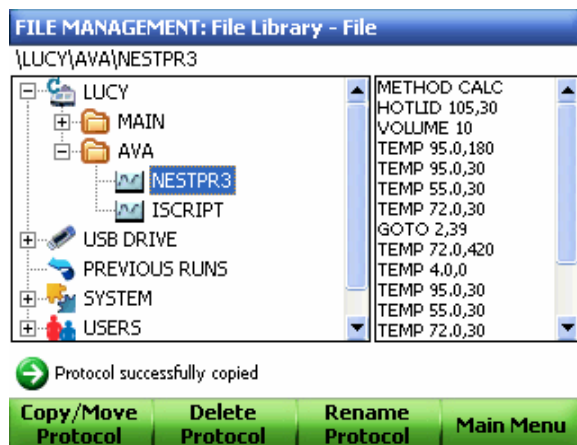 FILE MANAGEMENT: File Library - File
\LUCY\AVA\NESTPR3
LUCY
MAIN
AVA
NESTPR3
ISCRIPT
USB DRIVE
PREVIOUS RUNS
SYSTEM
USERS
METHOD CALC
HOTLID 105,30
VOLUME 10
TEMP 95.0,180
TEMP 95.0,30
TEMP 55.0,30
TEMP 72.0,30
GOTO 2,39
TEMP 72.0,420
TEMP 4.0,0
TEMP 95.0,30
TEMP 55.0,30
TEMP 72.0,30
Protocol successfully copied
Copy/Move
Protocol
Delete
Protocol
Rename
Protocol
Main Menu